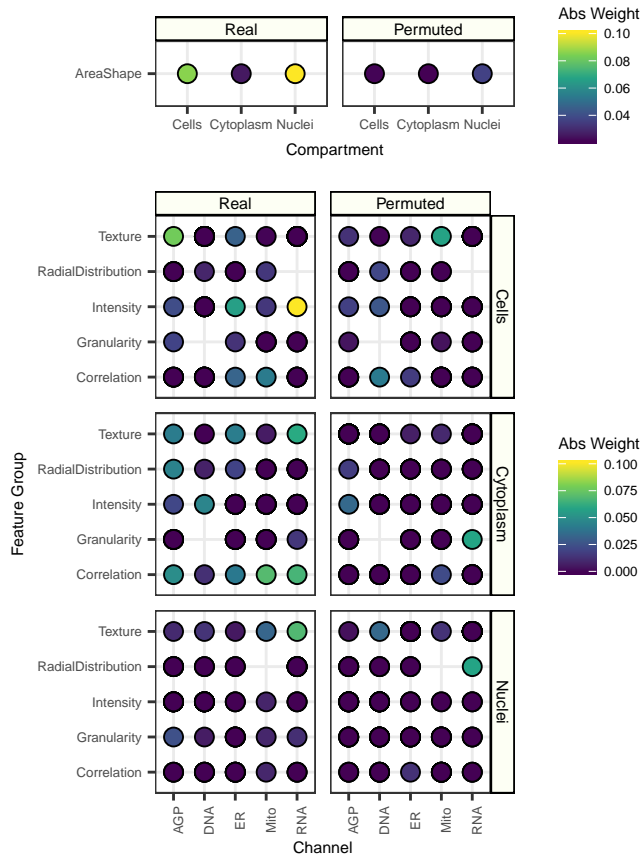 Abs Weight
Real
Permuted
0.10
0.08
0.06
0.04
AreaShape
Cells
Cytoplasm
Nuclei
Cells
Cytoplasm
Nuclei
Compartment
Real
Permuted
Feature Group
Texture
RadialDistribution
Intensity
Granularity
Correlation
Cells
Texture
RadialDistribution
Intensity
Granularity
Correlation
Cytoplasm
Abs Weight
0.100
0.075
0.050
0.025
0.000
Texture
RadialDistribution
Intensity
Granularity
Correlation
Nuclei
AGP
DNA
ER
Mito
RNA
AGP
DNA
ER
Mito
RNA
Channel